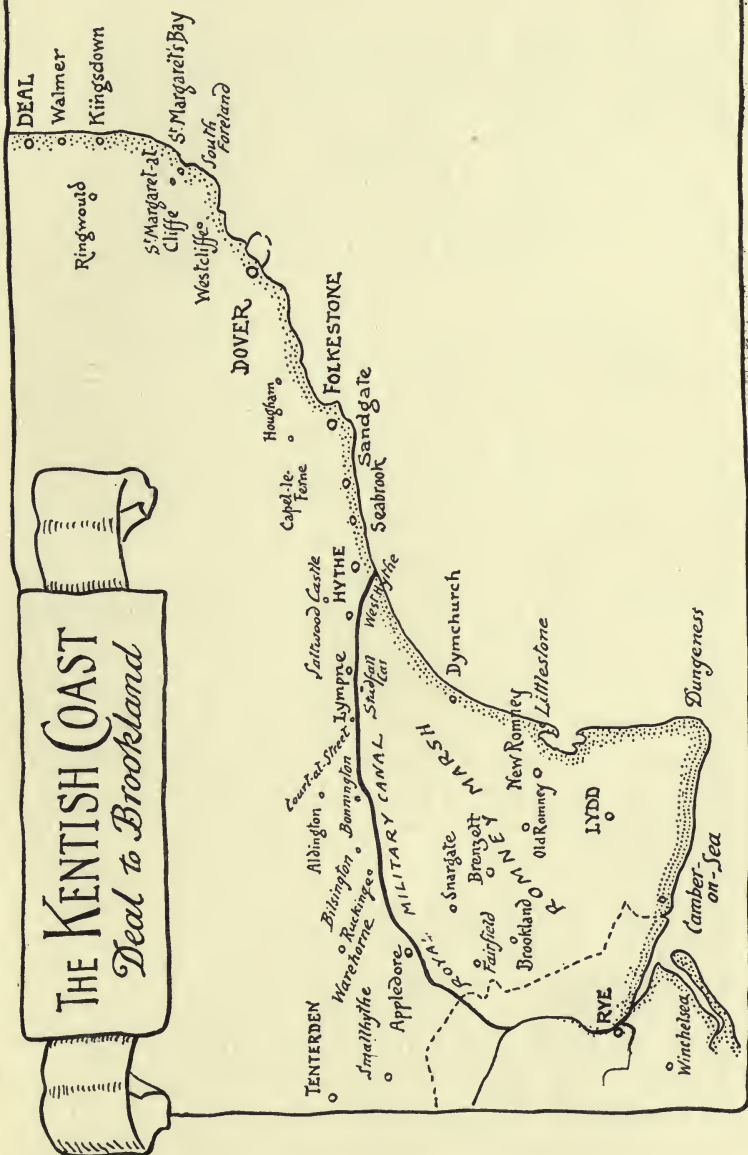 THE KENTISH COAST
Deal to Brookland
DEAL
Walmer
Kingsdown
Ringwould
St Margaret's Bay
St Margaret-at
Cliffe
South
Foreland
Westcliffe
DOVER
Hougham
Capel-le-
Ferne
FOLKESTONE
Sandgate
Seabrook
Saltwood Castle
HYTHE
West Hythe
Lympne
Studfall
Cas
Court-at-Street
Aldington
Bonnington
Bilsington
Ruckinge
Warehorne
TENTERDEN
Smallhythe
Appledore
ROYAL MILITARY CANAL
ROMNEY MARSH
Dymchurch
Snargate
Brenzett
Fairfield
Brookland
New Romney
Old Romney
Littlestone
LYDD
Dungeness
Camber-
on-Sea
RYE
Winchelsea